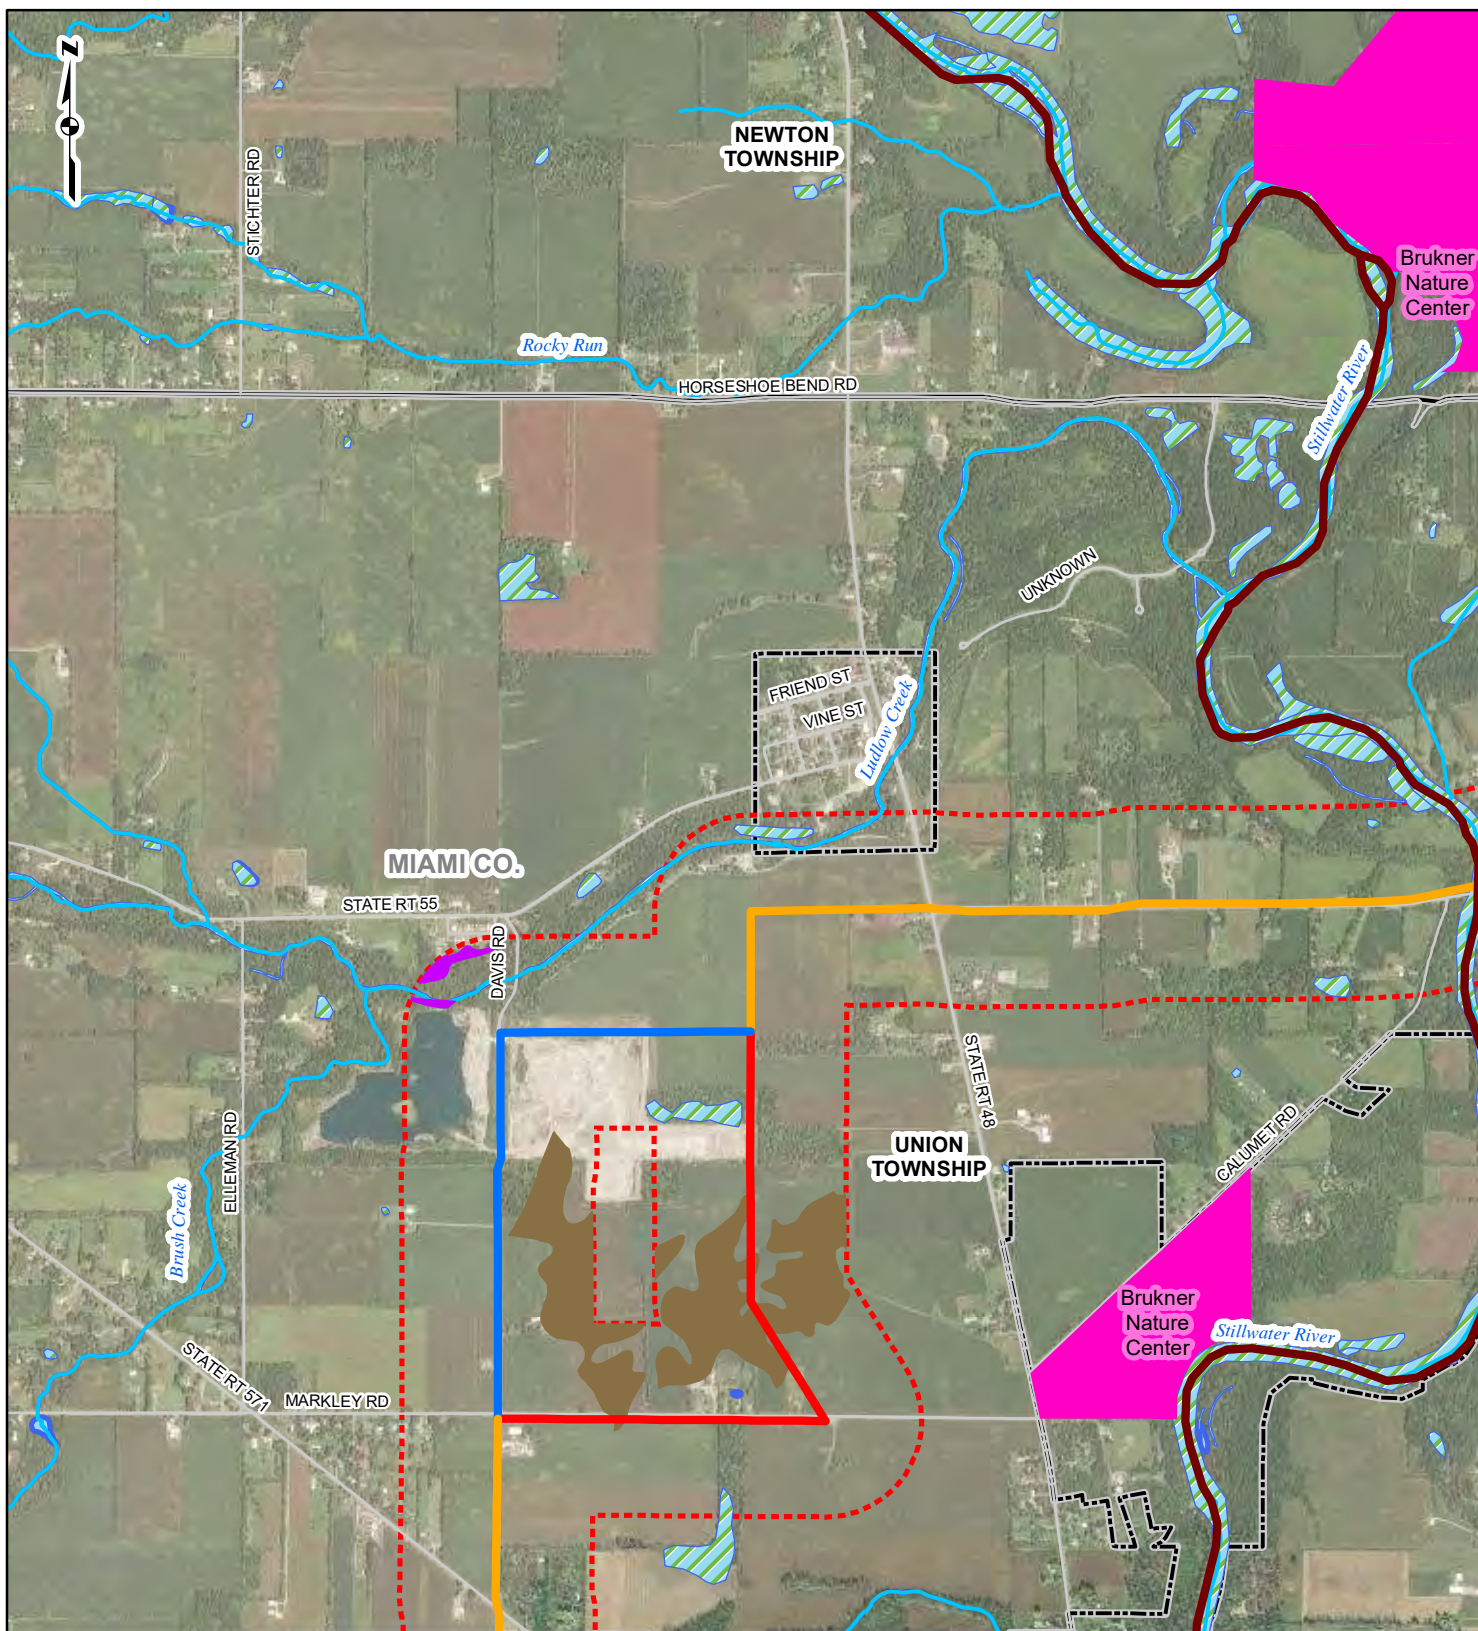 N
NEWTON
TOWNSHIP
STICHTER RD
Brukner
Nature
Center
Rocky Run
HORSESHOE BEND RD
Stillwater River
UNKNOWN
FRIEND ST
VINE ST
Ludlow Creek
MIAMI CO.
STATE RT 55
DAVIS RD
STATE RT 48
ELLEMAN RD
UNION
TOWNSHIP
CALUMET RD
Brush Creek
Brukner
Nature
Center
Stillwater River
STATE RT 571
MARKLEY RD